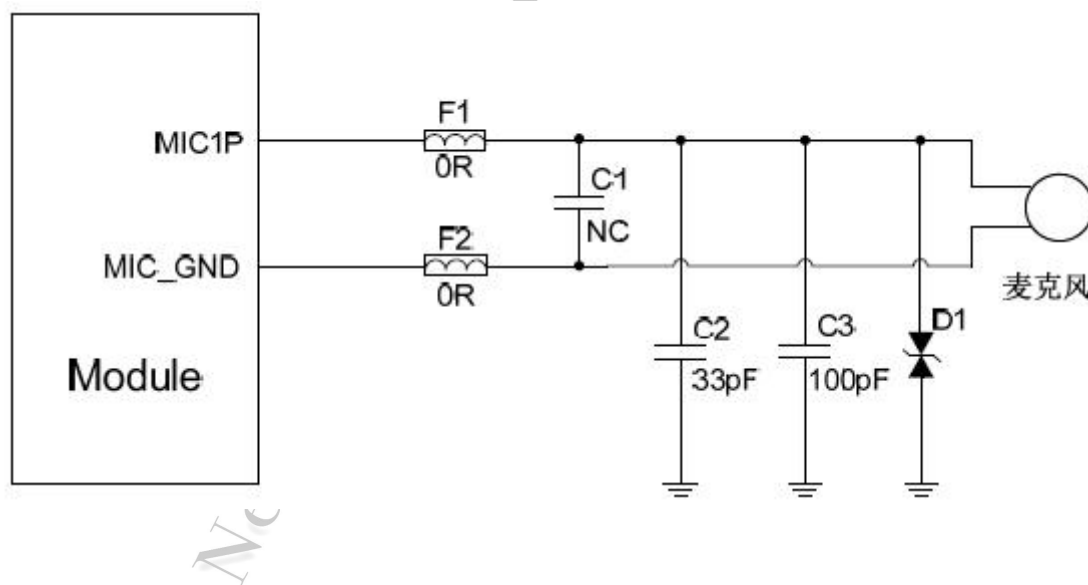 MIC1P
F1
0R
C1
NC
MIC_GND
F2
0R
麦克风
Module
C2
33pF
C3
100pF
D1